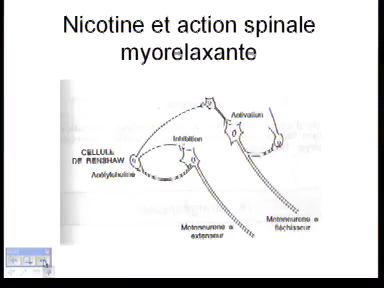 Nicotine et action spinale
myorelaxante
Activation
Inhibition
CELLULE
DE RENSHAW
Acétylcholine
Motoneurone α
fléchisseur
Motoneurone α
extenseur